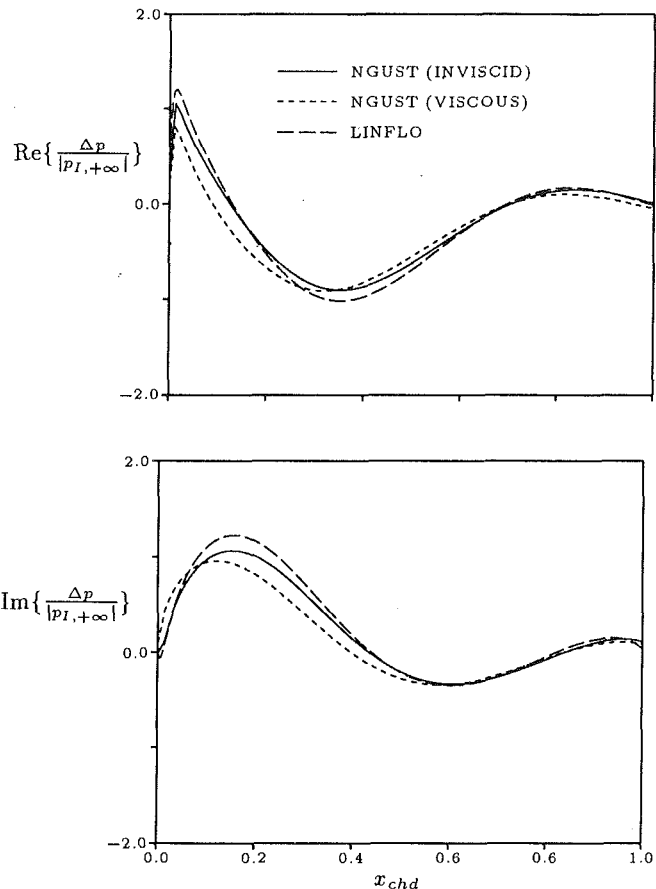 2.0
NGUST (INVISCID)
NGUST (VISCOUS)
LINFLO
Re{Δp/|p_{I,+∞}|}
0.0
−2.0
2.0
Im{Δp/|p_{I,+∞}|}
0.0
−2.0
0.0 0.2 0.4 0.6 0.6 1.0
x_{chd}